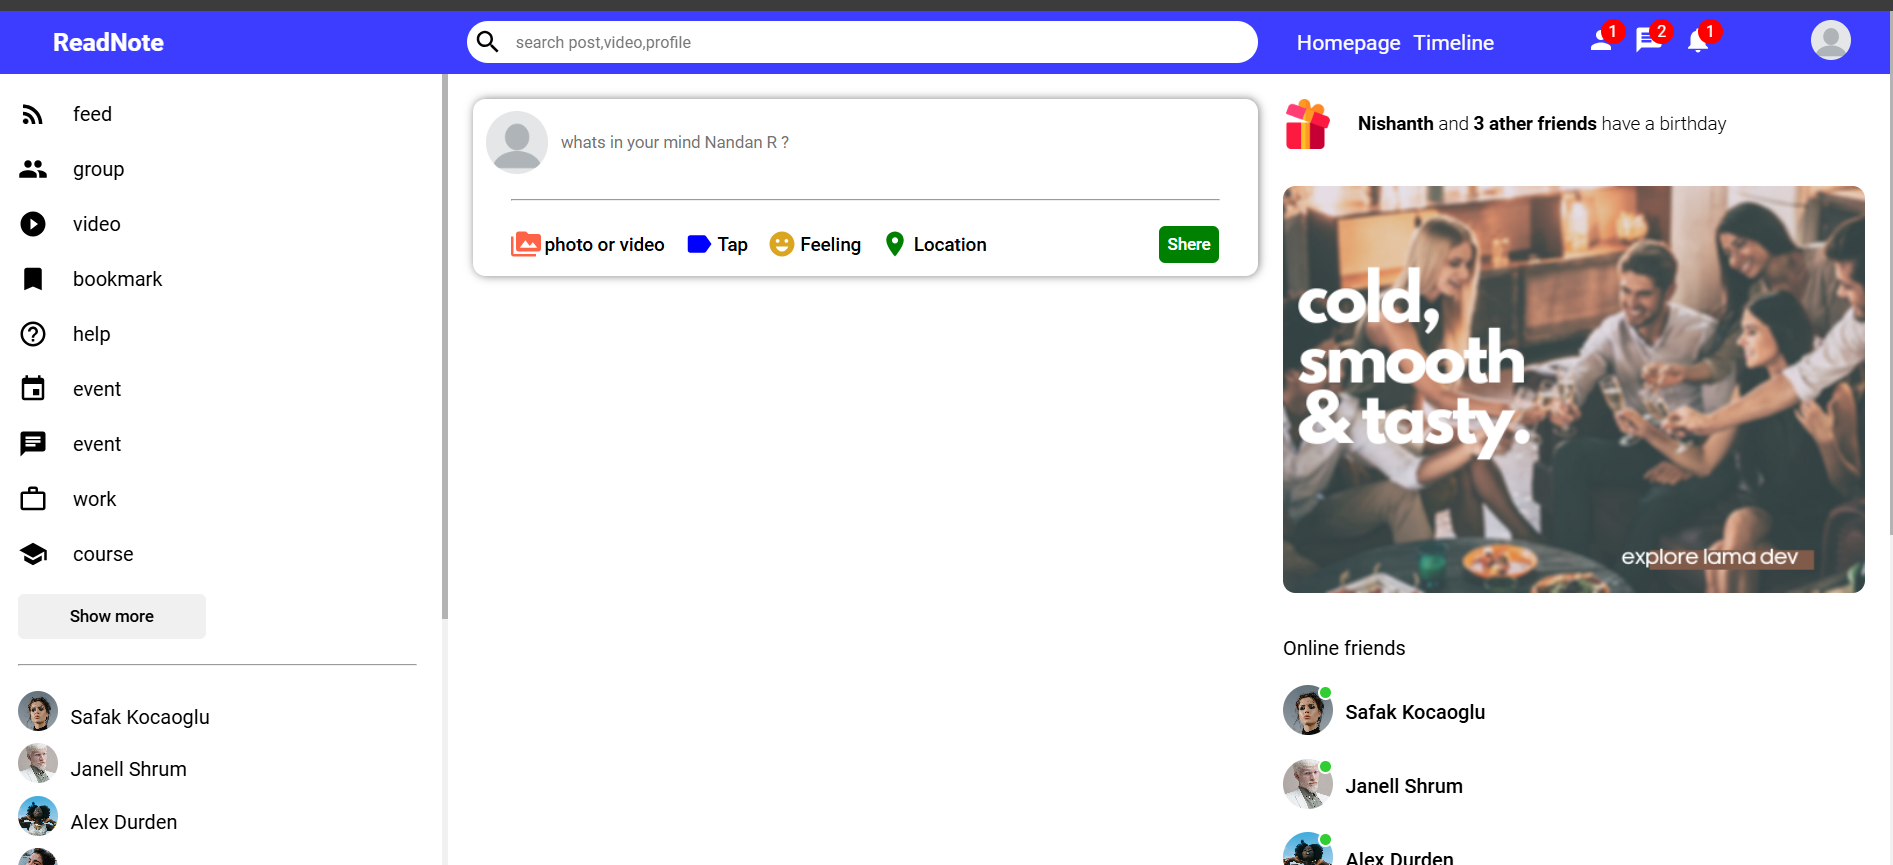 ReadNote
search post,video,profile
Homepage Timeline
1
2
1
feed
group
video
bookmark
help
event
event
work
course
Show more
Safak Kocaoglu
Janell Shrum
Alex Durden
whats in your mind Nandan R ?
photo or video
Tap
Feeling
Location
Shere
Nishanth and 3 ather friends have a birthday
cold,
smooth
& tasty.
explore lama dev
Online friends
Safak Kocaoglu
Janell Shrum
Alex Durden